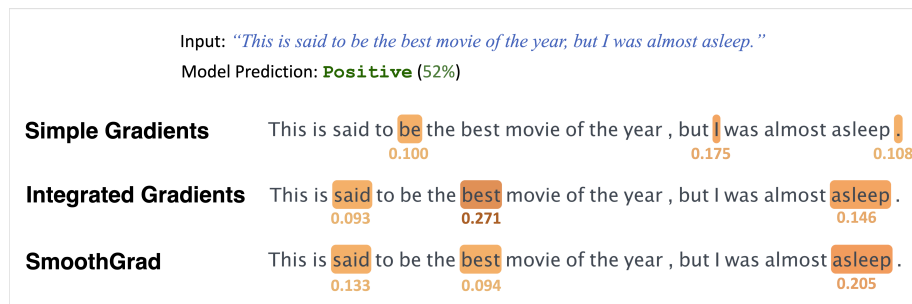 Input: “This is said to be the best movie of the year, but I was almost asleep.”
Model Prediction: Positive (52%)
Simple Gradients This is said to be the best movie of the year , but I was almost asleep .
0.100 0.175 0.108
Integrated Gradients This is said to be the best movie of the year , but I was almost asleep .
0.093 0.271 0.146
SmoothGrad This is said to be the best movie of the year , but I was almost asleep .
0.133 0.094 0.205